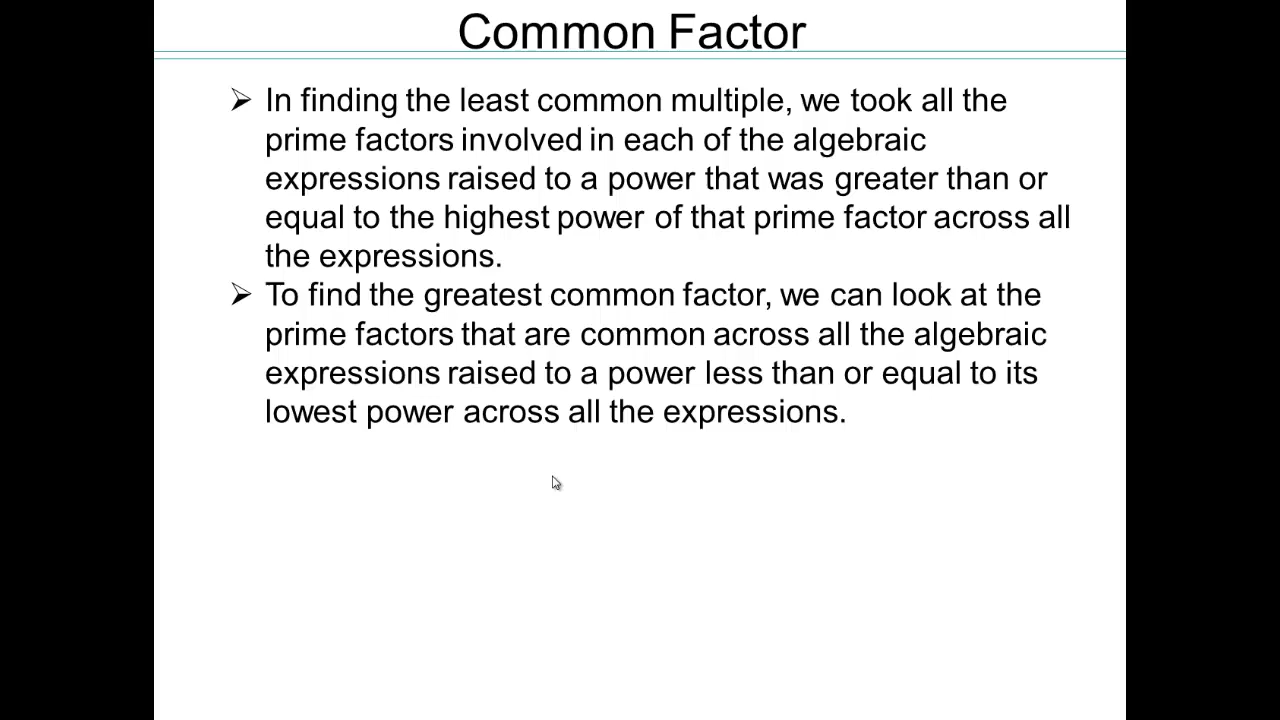 Common Factor
➢ In finding the least common multiple, we took all the
prime factors involved in each of the algebraic
expressions raised to a power that was greater than or
equal to the highest power of that prime factor across all
the expressions.
➢ To find the greatest common factor, we can look at the
prime factors that are common across all the algebraic
expressions raised to a power less than or equal to its
lowest power across all the expressions.